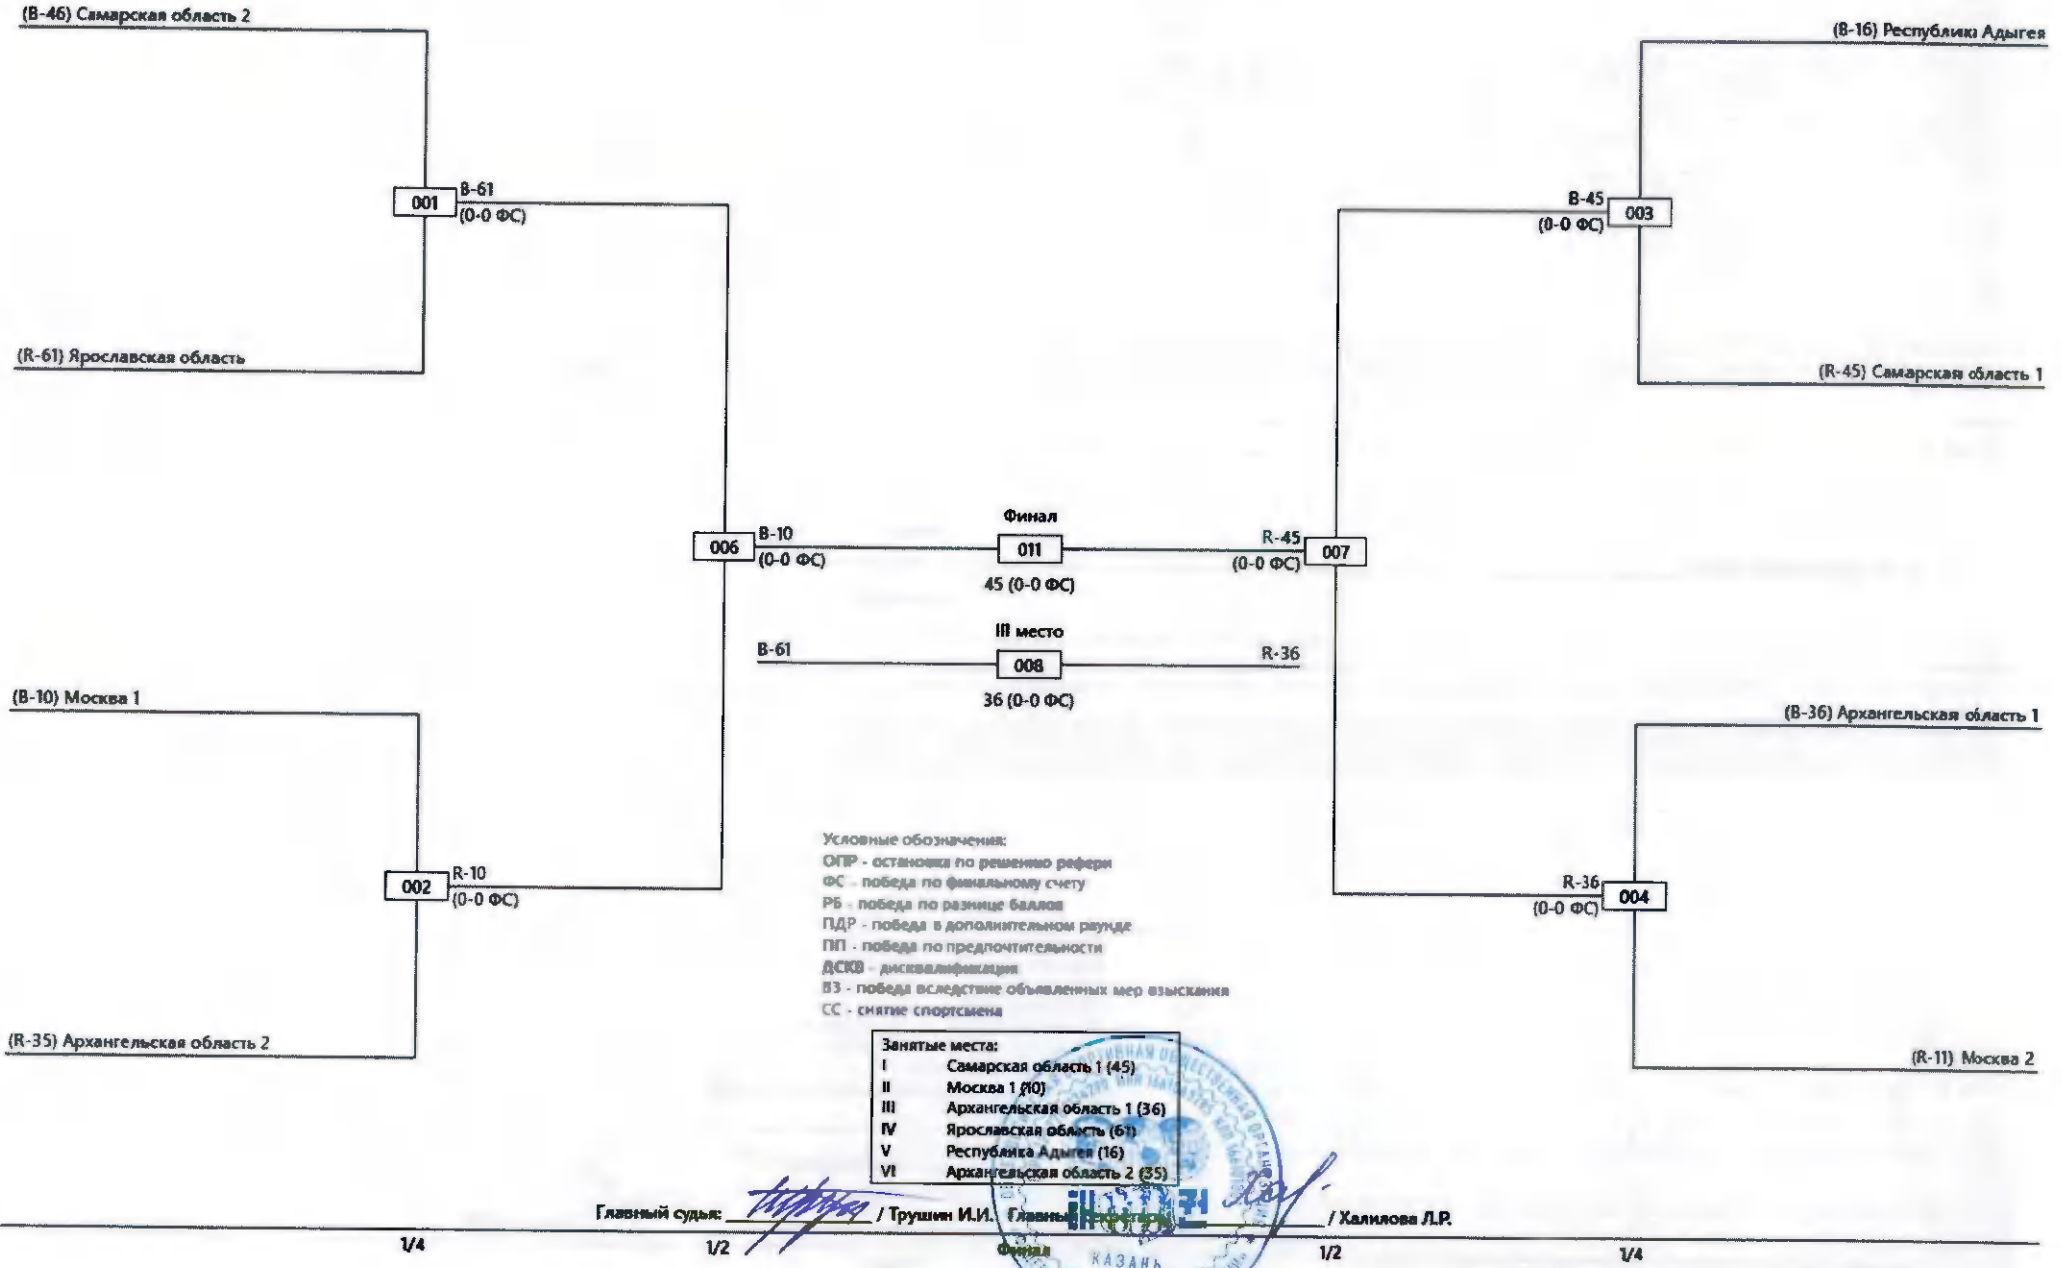 (B-46) Самарская область 2
(B-16) Республика Адыгея
001
B-61
(0-0 ФС)
B-45
(0-0 ФС)
003
(R-61) Ярославская область
(R-45) Самарская область 1
006
B-10
(0-0 ФС)
Финал
011
45 (0-0 ФС)
R-45
(0-0 ФС)
007
III место
B-61
008
R-36
36 (0-0 ФС)
(B-10) Москва 1
(B-36) Архангельская область 1
002
R-10
(0-0 ФС)
R-36
(0-0 ФС)
004
Условные обозначения:
ОПР - остановка по решению рефери
ФС - победа по финальному счету
РБ - победа по разнице баллов
ПДР - победа в дополнительном раунде
ПП - победа по предпочтительности
ДСКВ - дисквалификация
ВЗ - победа вследствие объявленных мер взыскания
СС - снятие спортсмена
(R-35) Архангельская область 2
(R-11) Москва 2
Занятые места:
I Самарская область 1 (45)
II Москва 1 (10)
III Архангельская область 1 (36)
IV Ярославская область (61)
V Республика Адыгея (16)
VI Архангельская область 2 (35)
Главный судья: / Трушин И.И. Главный секретарь: / Халилова Л.Р.
1/4 1/2 Финал 1/2 1/4
КАЗАНЬ